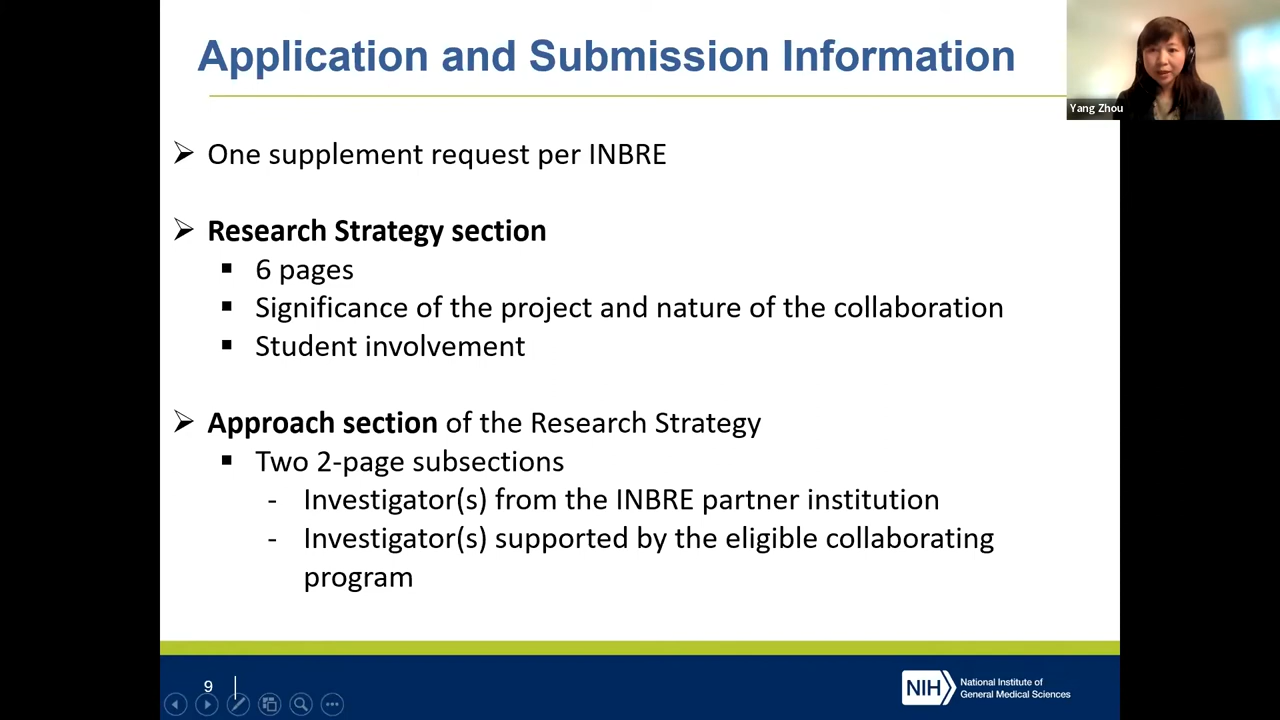 Application and Submission Information
Yang Zhou
One supplement request per INBRE
Research Strategy section
6 pages
Significance of the project and nature of the collaboration
Student involvement
Approach section of the Research Strategy
Two 2-page subsections
- Investigator(s) from the INBRE partner institution
- Investigator(s) supported by the eligible collaborating
program
9
NIH
National Institute of
General Medical Sciences